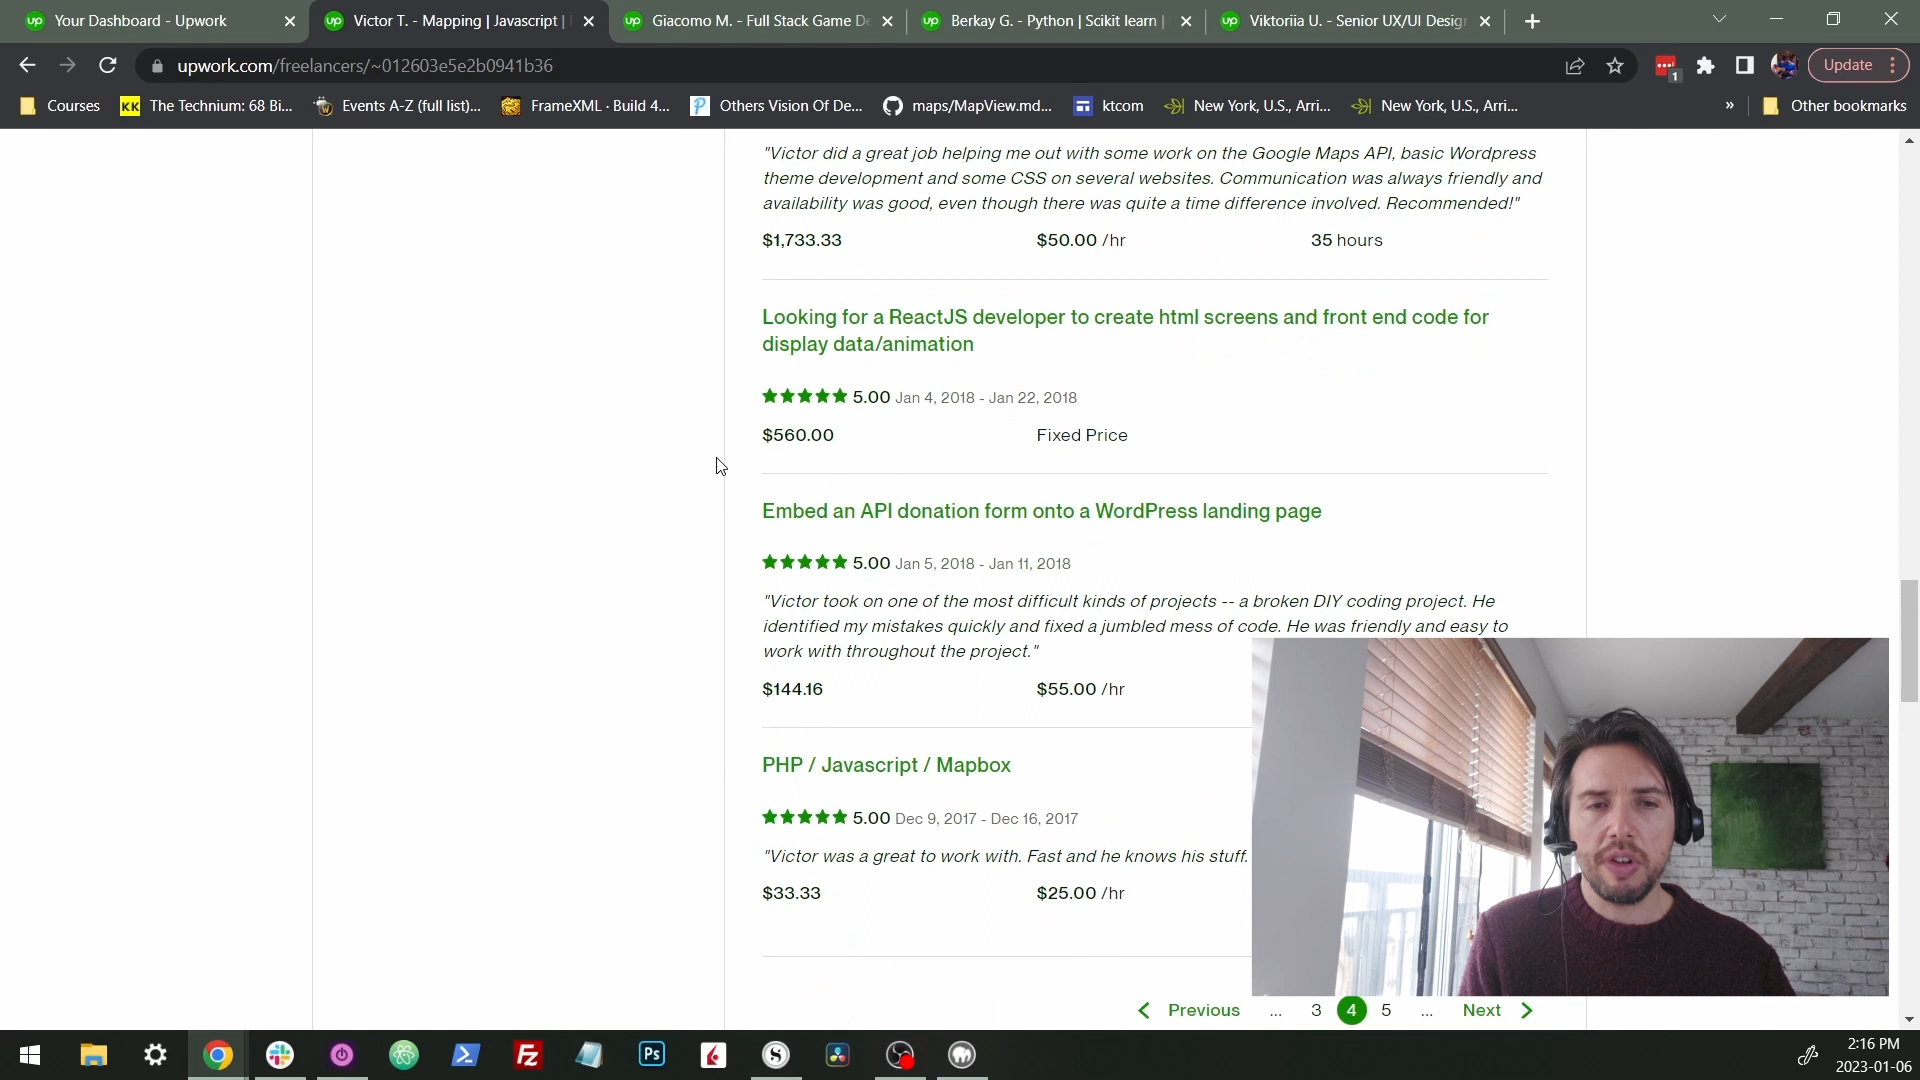 Your Dashboard - Upwork
Victor T. - Mapping | Javascript |
Giacomo M. - Full Stack Game De
Berkay G. - Python | Scikit learn |
Viktoriia U. - Senior UX/UI Design
upwork.com/freelancers/~012603e5e2b0941b36
1
Update
Courses
KK
The Technium: 68 Bi...
Events A-Z (full list)...
FrameXML · Build 4...
Others Vision Of De...
maps/MapView.md...
ktcom
New York, U.S., Arri...
New York, U.S., Arri...
»
Other bookmarks
"Victor did a great job helping me out with some work on the Google Maps API, basic Wordpress
theme development and some CSS on several websites. Communication was always friendly and
availability was good, even though there was quite a time difference involved. Recommended!"
$1,733.33 $50.00 /hr 35 hours
Looking for a ReactJS developer to create html screens and front end code for
display data/animation
5.00 Jan 4, 2018 - Jan 22, 2018
$560.00 Fixed Price
Embed an API donation form onto a WordPress landing page
5.00 Jan 5, 2018 - Jan 11, 2018
"Victor took on one of the most difficult kinds of projects -- a broken DIY coding project. He
identified my mistakes quickly and fixed a jumbled mess of code. He was friendly and easy to
work with throughout the project."
$144.16 $55.00 /hr
PHP / Javascript / Mapbox
5.00 Dec 9, 2017 - Dec 16, 2017
"Victor was a great to work with. Fast and he knows his stuff.
$33.33 $25.00 /hr
Previous ... 3 4 5 ... Next
Fz
Ps
2:16 PM
2023-01-06